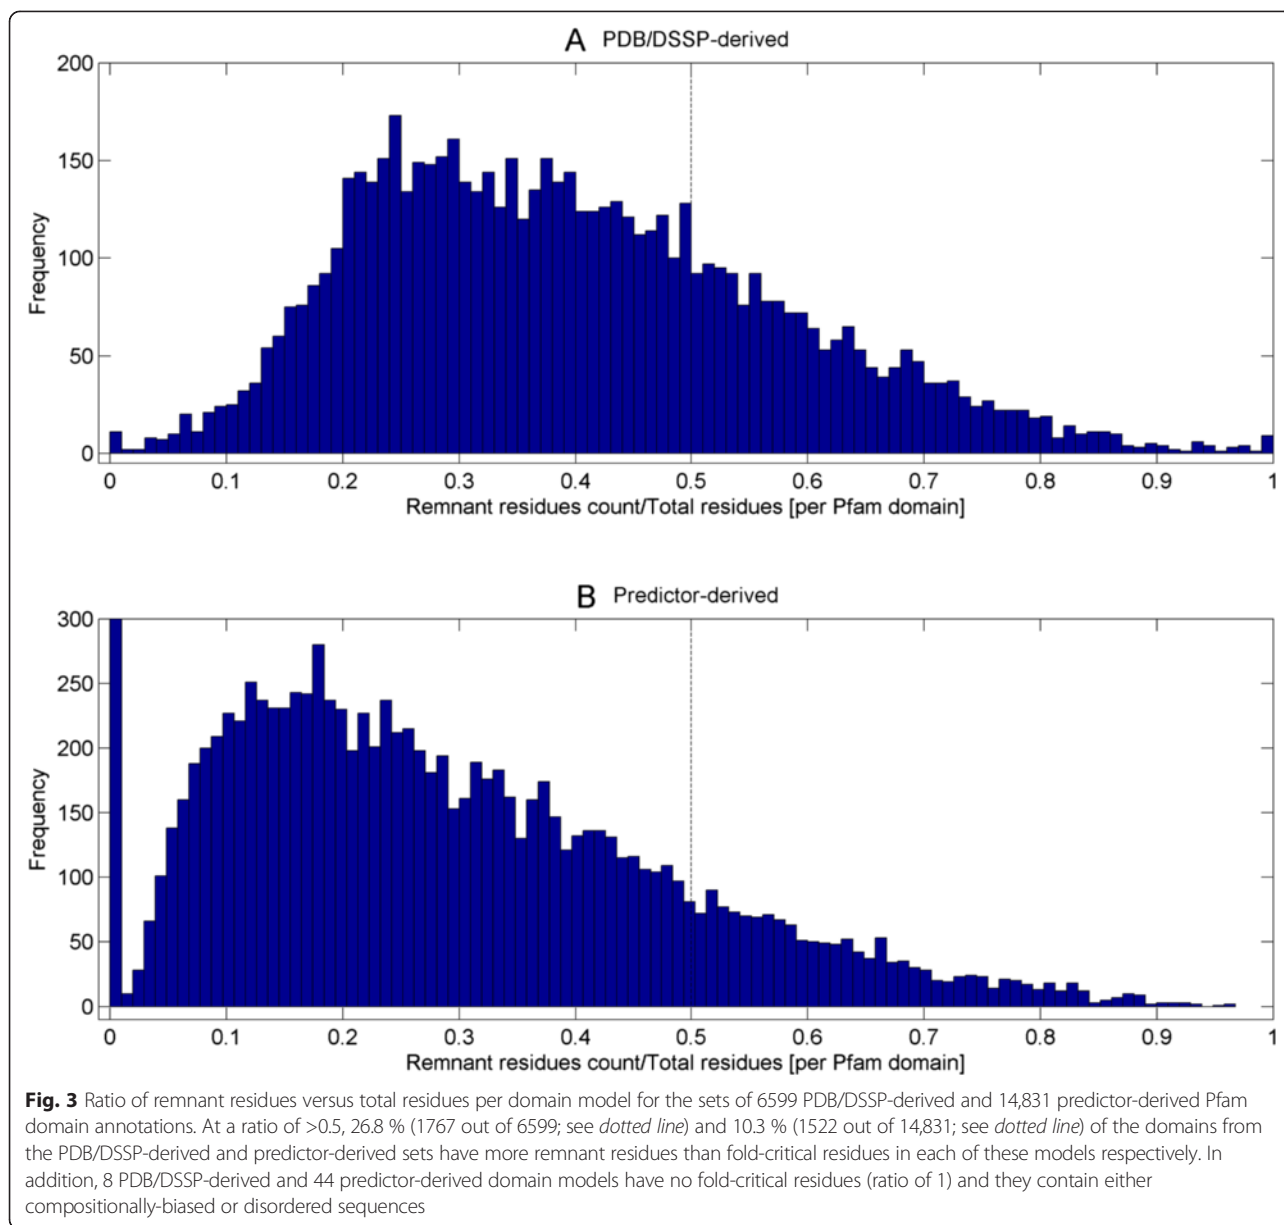 A PDB/DSSP-derived
200
150
100
50
0
Frequency
0 0.1 0.2 0.3 0.4 0.5 0.6 0.7 0.8 0.9 1
Remnant residues count/Total residues [per Pfam domain]
B Predictor-derived
300
250
200
150
100
50
0
Frequency
0 0.1 0.2 0.3 0.4 0.5 0.6 0.7 0.8 0.9 1
Remnant residues count/Total residues [per Pfam domain]
Fig. 3 Ratio of remnant residues versus total residues per domain model for the sets of 6599 PDB/DSSP-derived and 14,831 predictor-derived Pfam
domain annotations. At a ratio of >0.5, 26.8 % (1767 out of 6599; see dotted line) and 10.3 % (1522 out of 14,831; see dotted line) of the domains from
the PDB/DSSP-derived and predictor-derived sets have more remnant residues than fold-critical residues in each of these models respectively. In
addition, 8 PDB/DSSP-derived and 44 predictor-derived domain models have no fold-critical residues (ratio of 1) and they contain either
compositionally-biased or disordered sequences